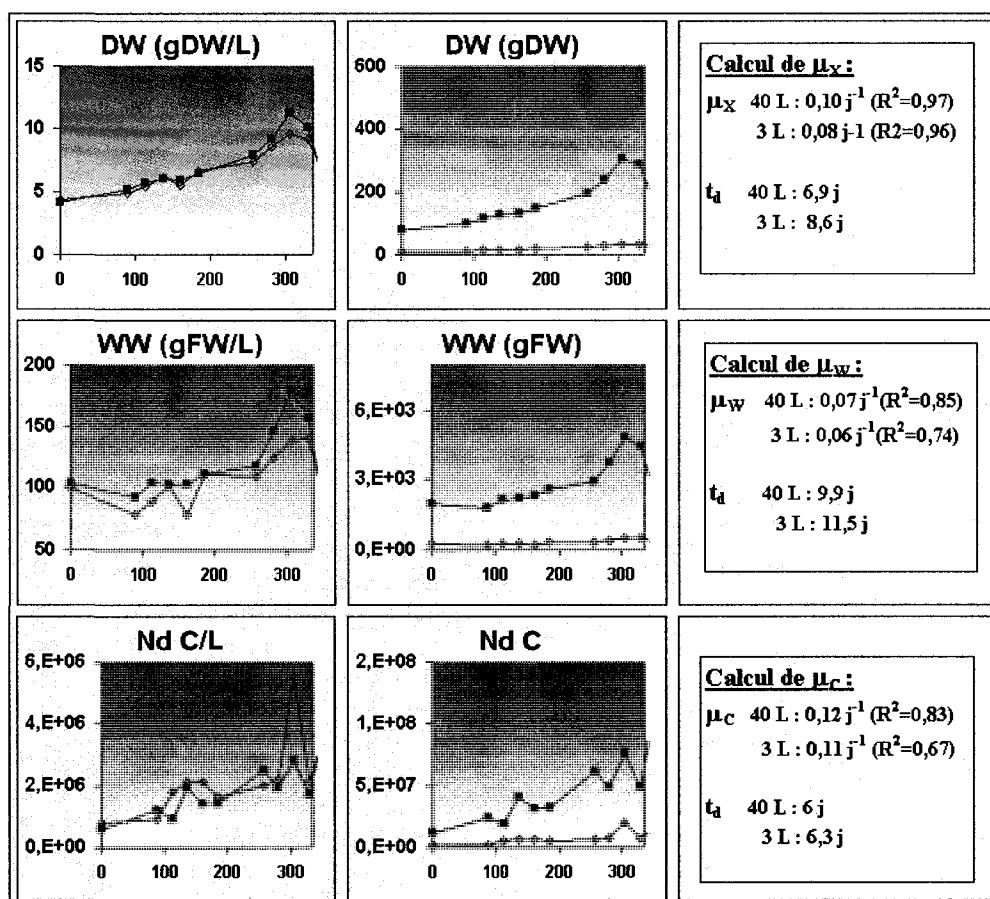 DW (gDW/L)
15
10
5
0
0 100 200 300
DW (gDW)
600
400
200
0
0 100 200 300
Calcul de μX :
μX 40 L : 0,10 j-1 (R2=0,97)
3 L : 0,08 j-1 (R2=0,96)
td 40 L : 6,9 j
3 L : 8,6 j
WW (gFW/L)
200
150
100
50
0 100 200 300
WW (gFW)
6,E+03
3,E+03
0,E+00
0 100 200 300
Calcul de μW :
μW 40 L : 0,07 j-1(R2=0,85)
3 L : 0,06 j-1(R2=0,74)
td 40 L : 9,9 j
3 L : 11,5 j
Nd C/L
6,E+06
4,E+06
2,E+06
0,E+00
0 100 200 300
Nd C
2,E+08
1,E+08
5,E+07
0,E+00
0 100 200 300
Calcul de μC :
μC 40 L : 0,12 j-1 (R2=0,83)
3 L : 0,11 j-1 (R2=0,67)
td 40 L : 6 j
3 L : 6,3 j